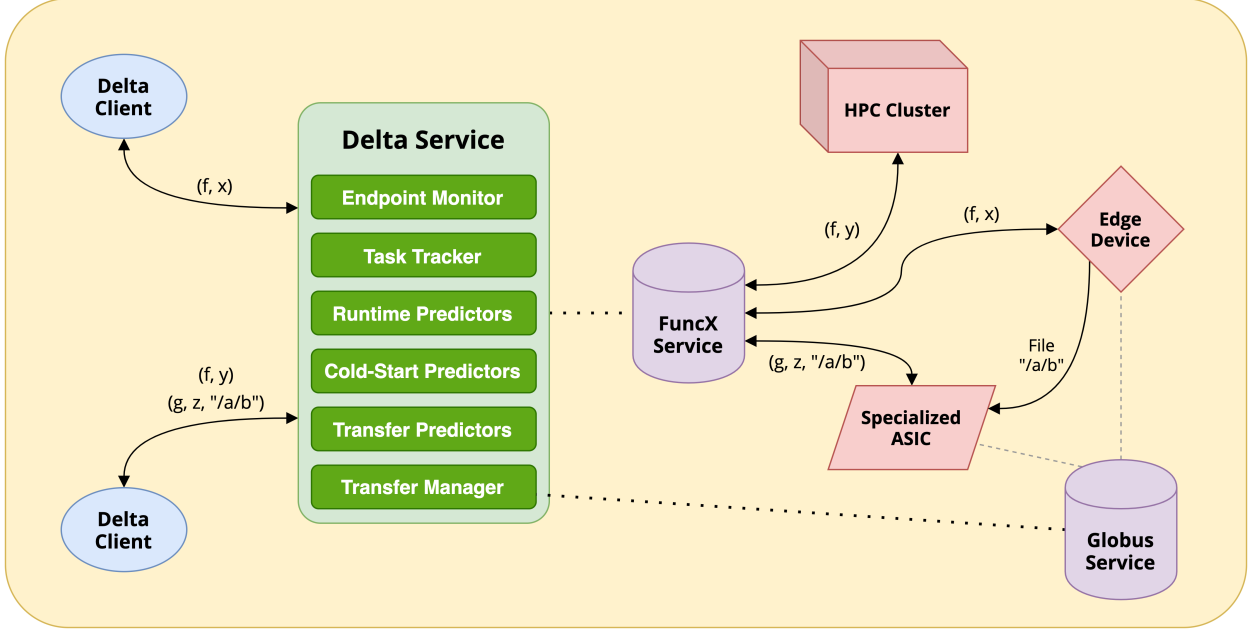 Delta
Client
(f, x)
(f, y)
(g, z, "/a/b")
Delta
Client
Delta Service
Endpoint Monitor
Task Tracker
Runtime Predictors
Cold-Start Predictors
Transfer Predictors
Transfer Manager
FuncX
Service
HPC Cluster
(f, y)
(f, x)
Edge
Device
(g, z, "/a/b")
File
"/a/b"
Specialized
ASIC
Globus
Service